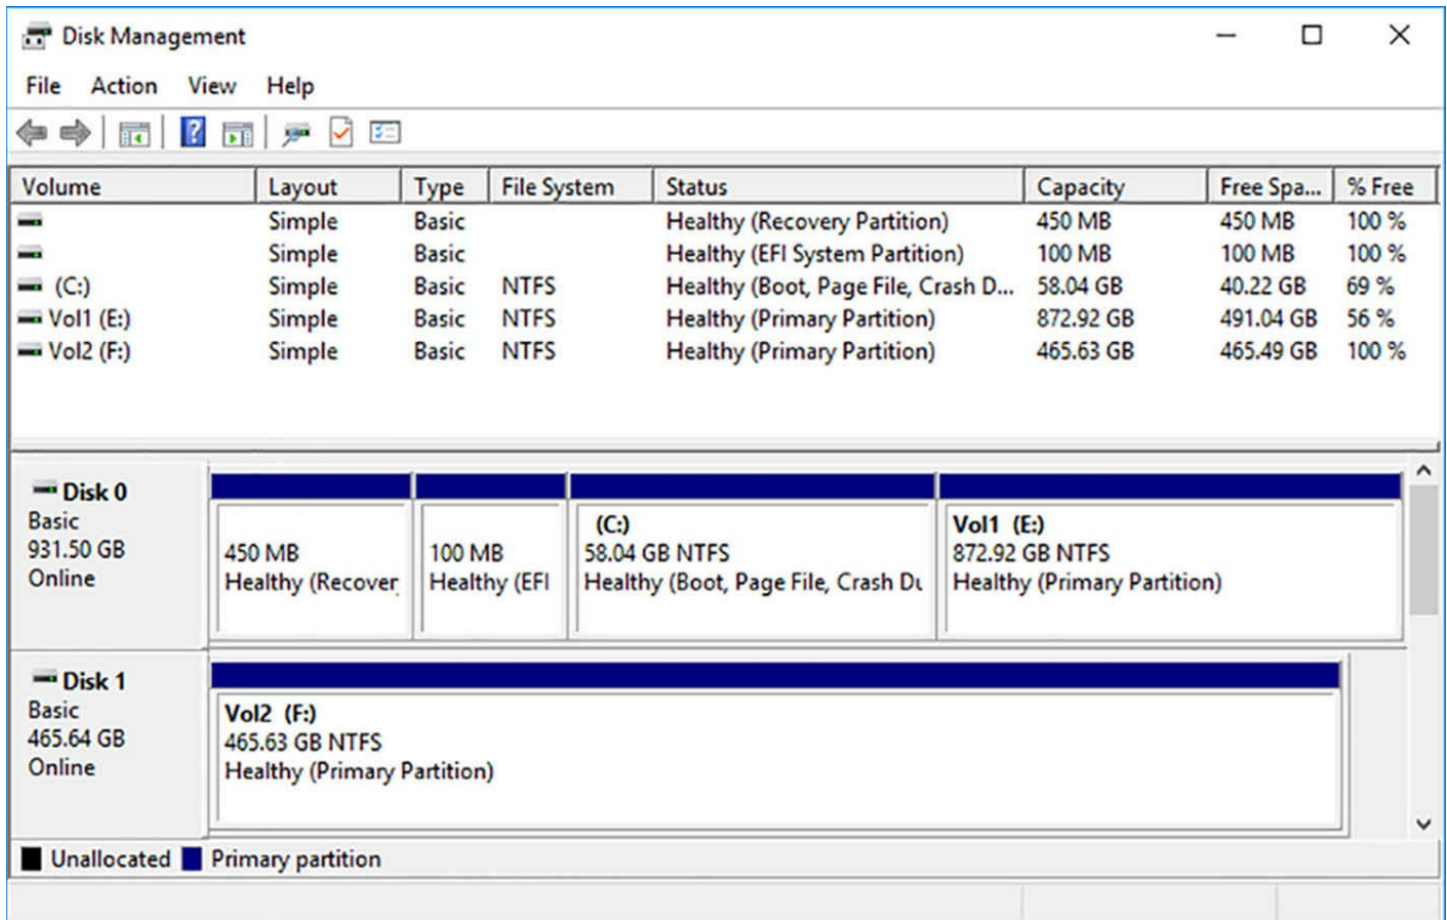 Disk Management
File Action View Help
Volume Layout Type File System Status Capacity Free Spa... % Free
Simple Basic Healthy (Recovery Partition) 450 MB 450 MB 100 %
Simple Basic Healthy (EFI System Partition) 100 MB 100 MB 100 %
(C:) Simple Basic NTFS Healthy (Boot, Page File, Crash D... 58.04 GB 40.22 GB 69 %
Vol1 (E:) Simple Basic NTFS Healthy (Primary Partition) 872.92 GB 491.04 GB 56 %
Vol2 (F:) Simple Basic NTFS Healthy (Primary Partition) 465.63 GB 465.49 GB 100 %
Disk 0
Basic
931.50 GB
Online
450 MB
Healthy (Recover
100 MB
Healthy (EFI
(C:)
58.04 GB NTFS
Healthy (Boot, Page File, Crash Du
Vol1 (E:)
872.92 GB NTFS
Healthy (Primary Partition)
Disk 1
Basic
465.64 GB
Online
Vol2 (F:)
465.63 GB NTFS
Healthy (Primary Partition)
Unallocated Primary partition